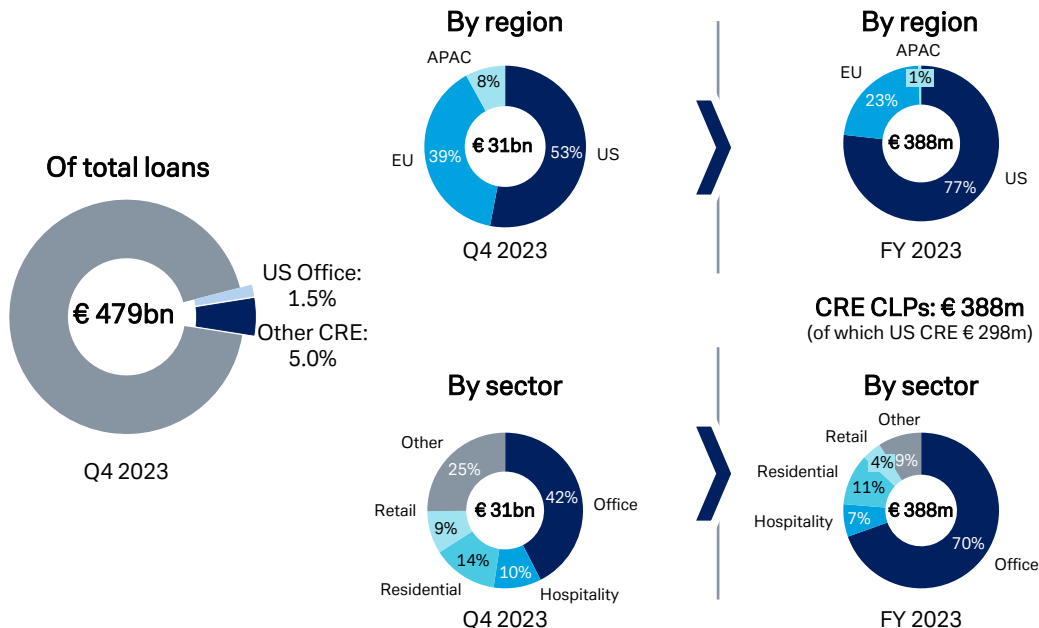 Of total loans
€ 479bn
US Office:
1.5%
Other CRE:
5.0%
Q4 2023
By region
APAC
8%
EU
39%
€ 31bn
53%
US
Q4 2023
By region
APAC
1%
EU
23%
€ 388m
77%
US
FY 2023
CRE CLPs: € 388m
(of which US CRE € 298m)
By sector
Other
25%
42%
Office
€ 31bn
Retail
9%
14%
10%
Residential
Hospitality
Q4 2023
By sector
Other
Retail
4%
9%
Residential
11%
Hospitality
7%
€ 388m
70%
Office
FY 2023